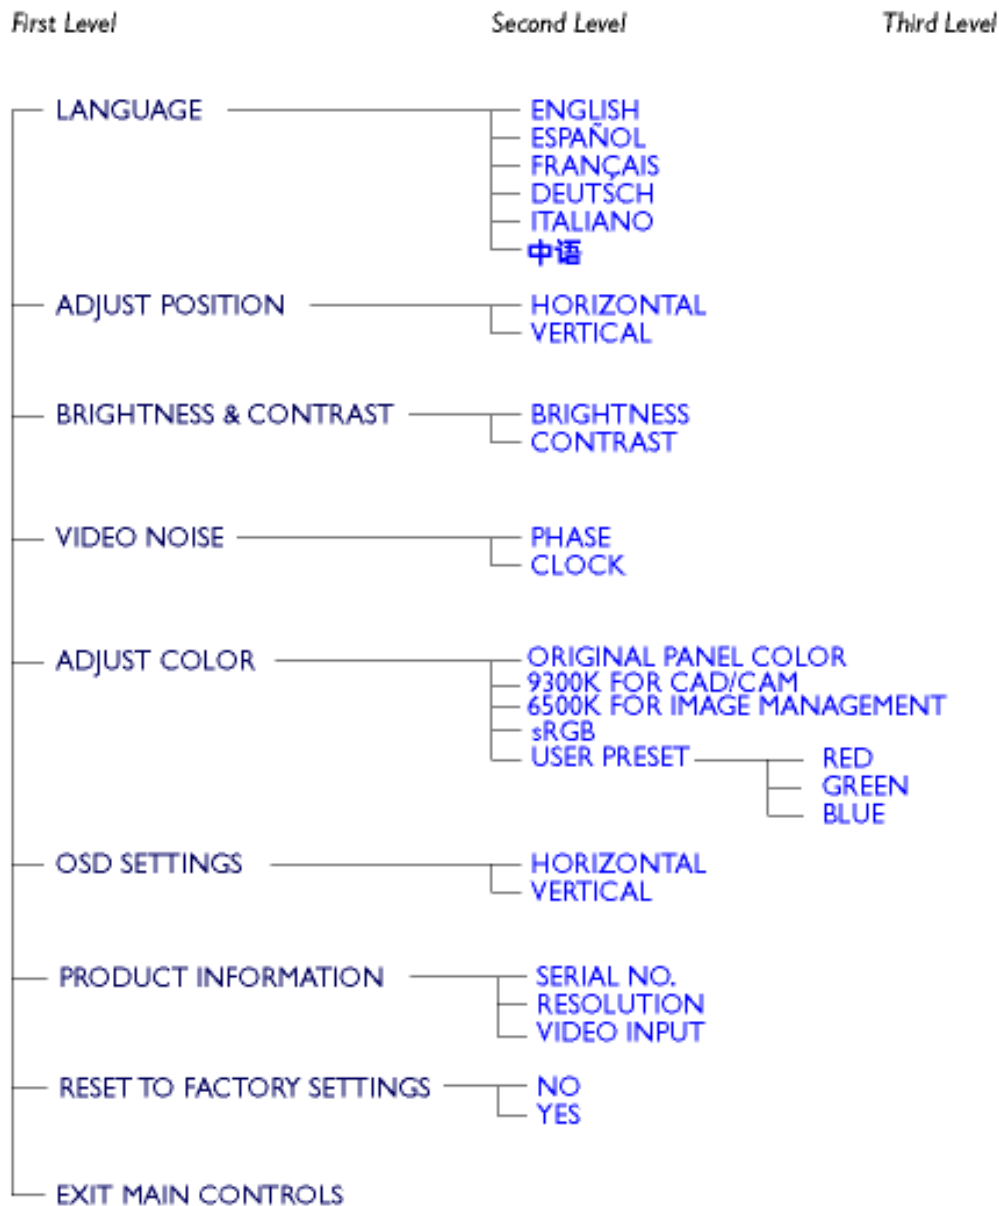 First Level Second Level Third Level
LANGUAGE ENGLISH
ESPAÑOL
FRANÇAIS
DEUTSCH
ITALIANO
中语
ADJUST POSITION HORIZONTAL
VERTICAL
BRIGHTNESS & CONTRAST BRIGHTNESS
CONTRAST
VIDEO NOISE PHASE
CLOCK
ADJUST COLOR ORIGINAL PANEL COLOR
9300K FOR CAD/CAM
6500K FOR IMAGE MANAGEMENT
sRGB
USER PRESET RED
GREEN
BLUE
OSD SETTINGS HORIZONTAL
VERTICAL
PRODUCT INFORMATION SERIAL NO.
RESOLUTION
VIDEO INPUT
RESET TO FACTORY SETTINGS NO
YES
EXIT MAIN CONTROLS